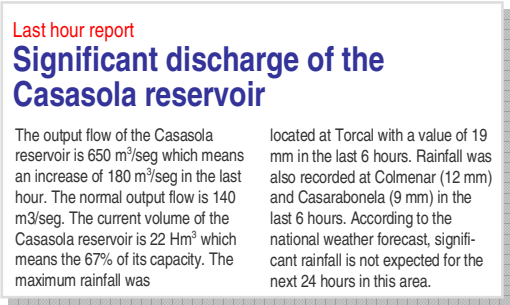 Last hour report
Significant discharge of the
Casasola reservoir
The output flow of the Casasola
reservoir is 650 m³/seg which means
an increase of 180 m³/seg in the last
hour. The normal output flow is 140
m3/seg. The current volume of the
Casasola reservoir is 22 Hm³ which
means the 67% of its capacity. The
maximum rainfall was
located at Torcal with a value of 19
mm in the last 6 hours. Rainfall was
also recorded at Colmenar (12 mm)
and Casarabonela (9 mm) in the
last 6 hours. According to the
national weather forecast, signifi-
cant rainfall is not expected for the
next 24 hours in this area.